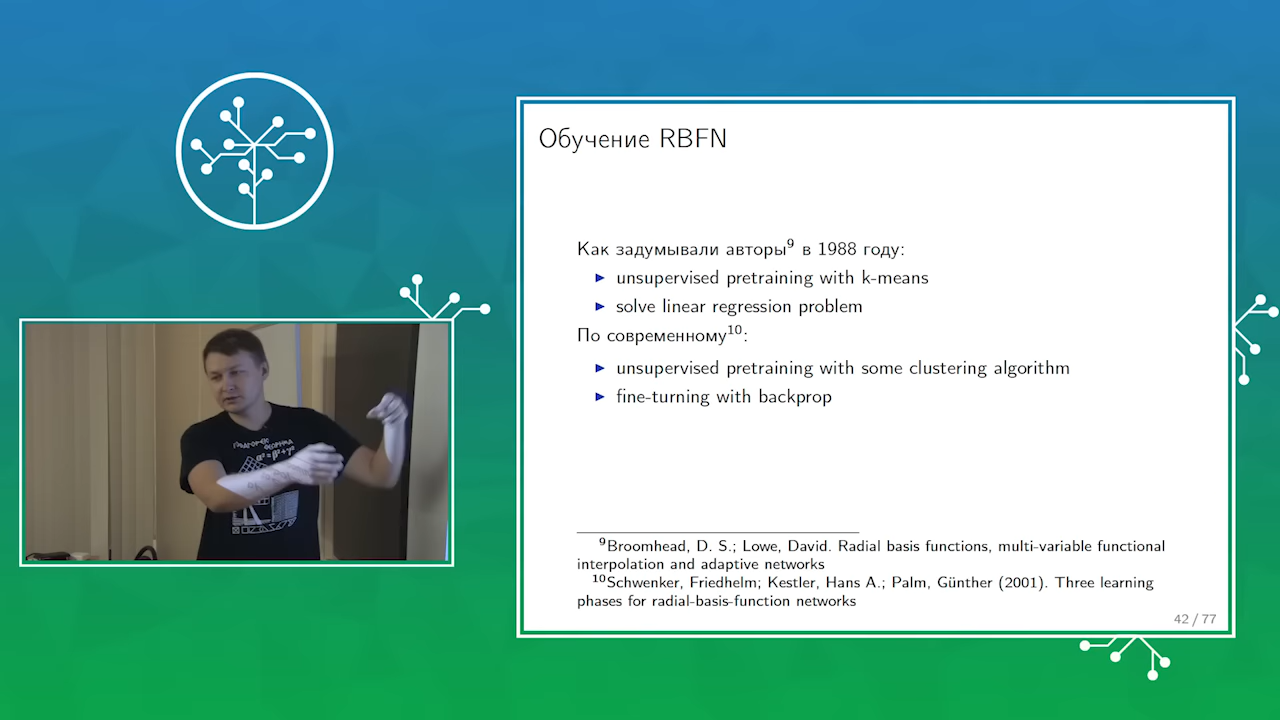 Обучение RBFN
Как задумывали авторы9 в 1988 году:
▶ unsupervised pretraining with k-means
▶ solve linear regression problem
По современному10:
▶ unsupervised pretraining with some clustering algorithm
▶ fine-turning with backprop
9Broomhead, D. S.; Lowe, David. Radial basis functions, multi-variable functional
interpolation and adaptive networks
10Schwenker, Friedhelm; Kestler, Hans A.; Palm, Günther (2001). Three learning
phases for radial-basis-function networks
42 / 77
α²=β²+γ²